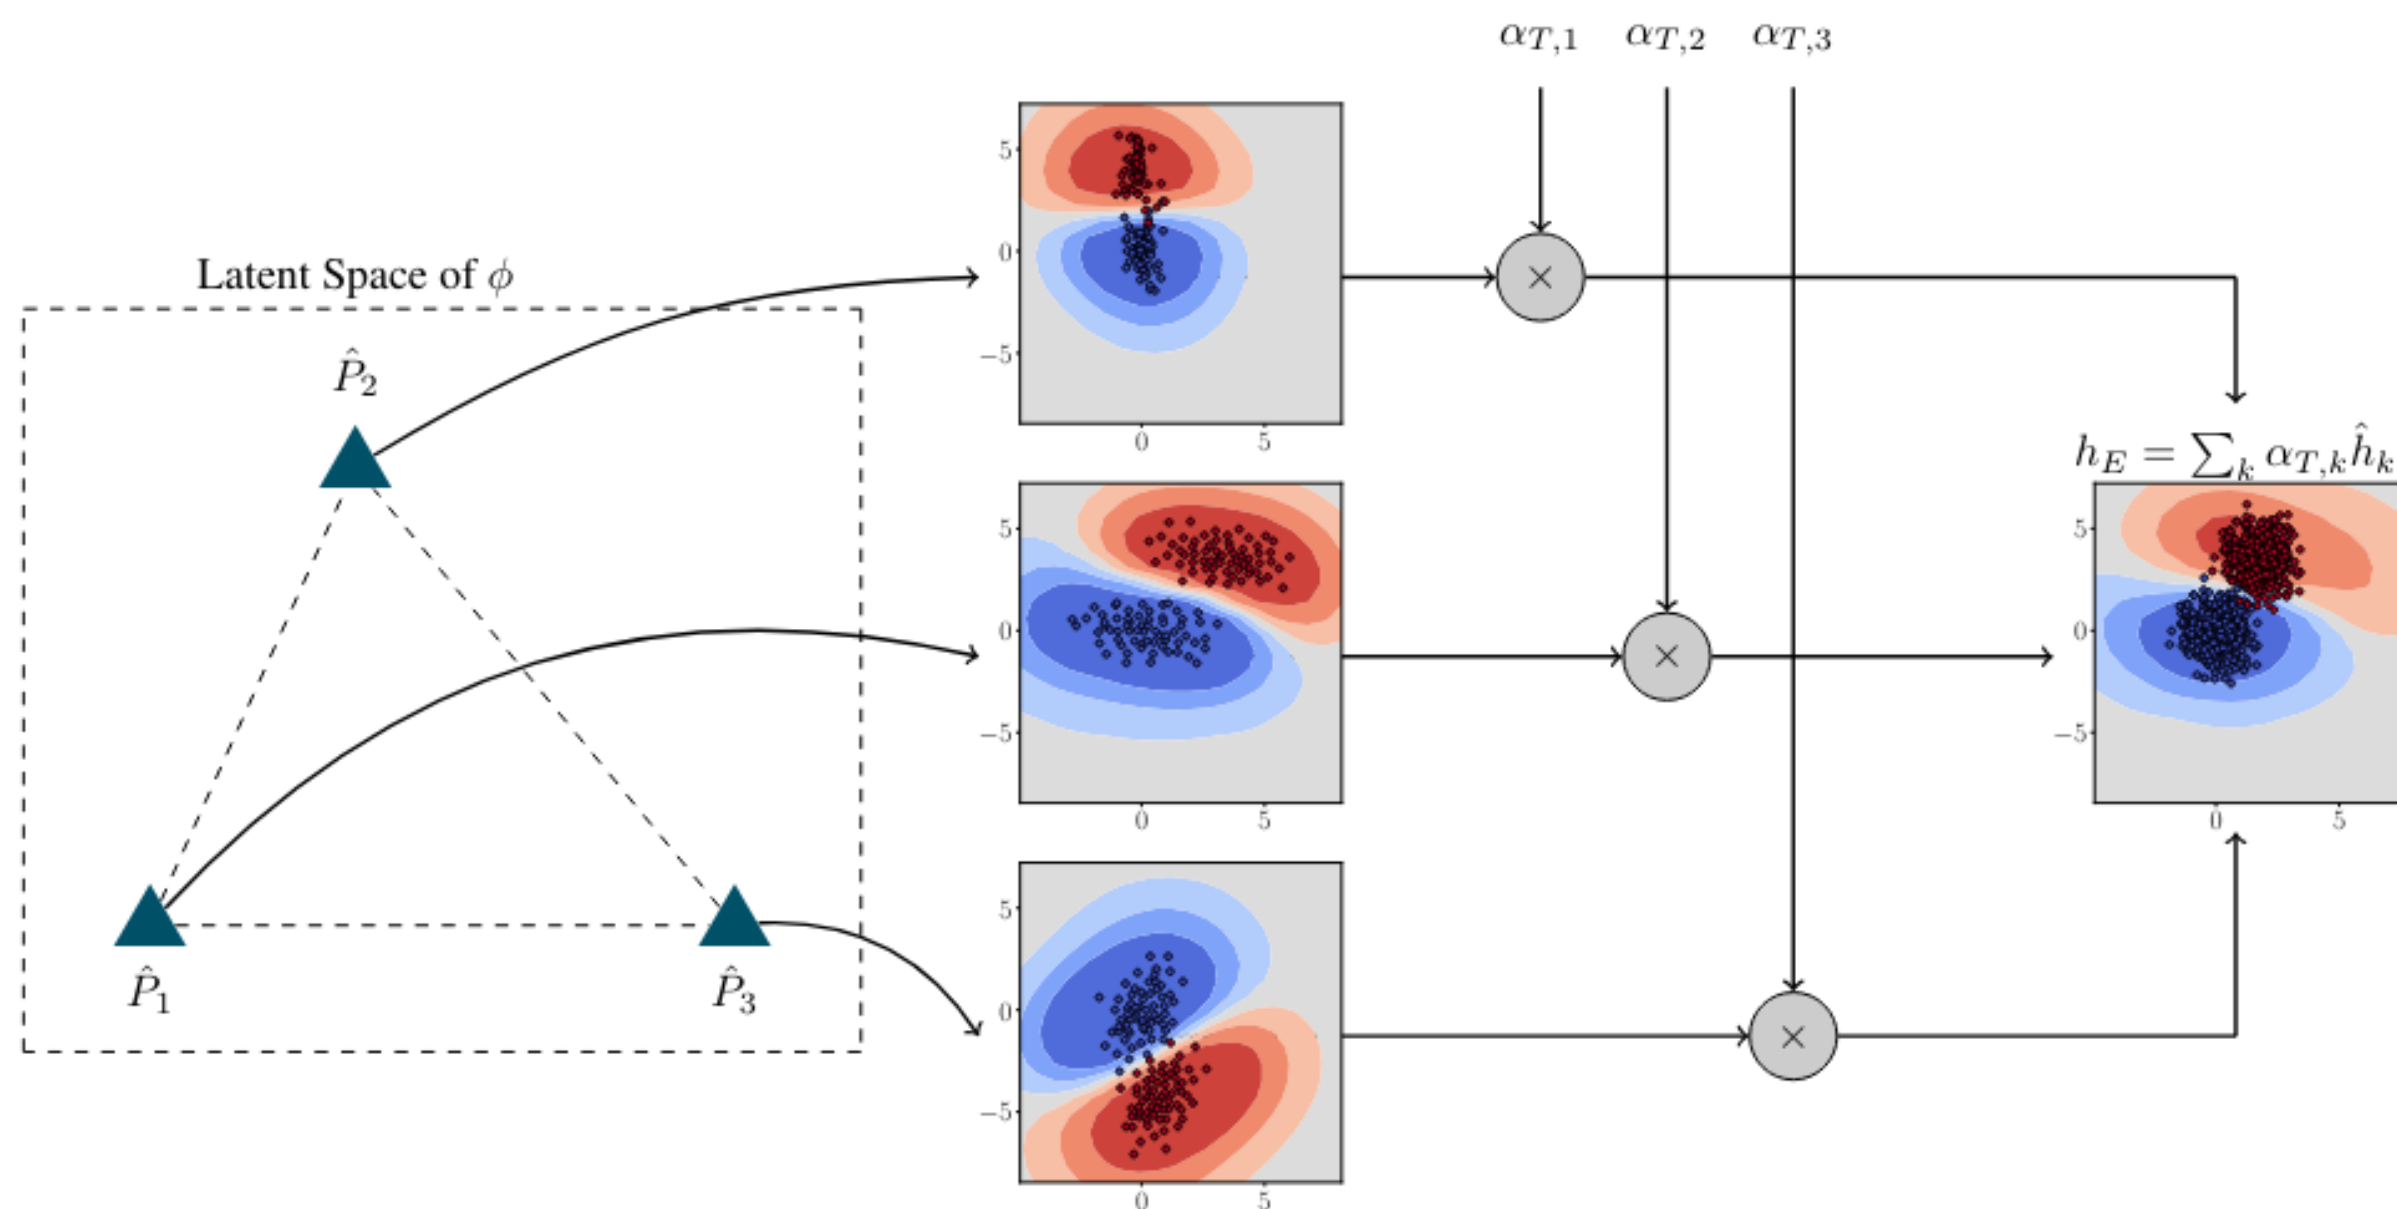 α_{T,1} α_{T,2} α_{T,3}
Latent Space of ϕ
P̂_2
P̂_1
P̂_3
5
0
−5
0 5
5
0
−5
0 5
5
0
−5
0 5
h_E = ∑_k α_{T,k} ĥ_k
5
0
−5
0 5